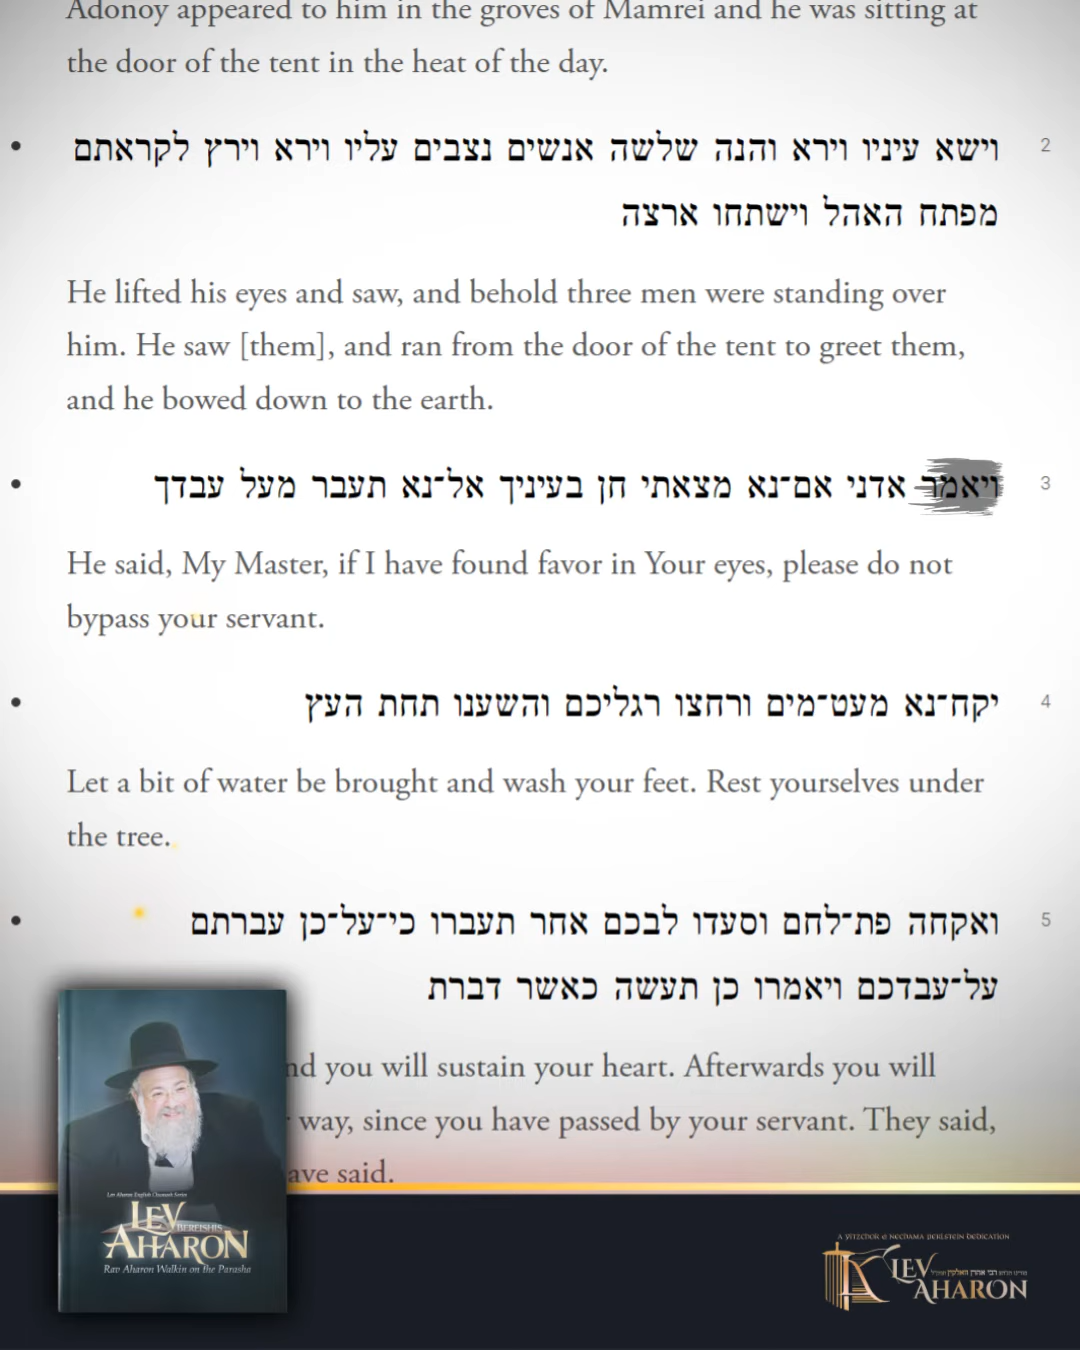 Adonoy appeared to him in the groves of Mamrei and he was sitting at
the door of the tent in the heat of the day.
2
וישא עיניו וירא והנה שלשה אנשים נצבים עליו וירא וירץ לקראתם
מפתח האהל וישתחו ארצה
He lifted his eyes and saw, and behold three men were standing over
him. He saw [them], and ran from the door of the tent to greet them,
and he bowed down to the earth.
3
ויאמר אדני אם־נא מצאתי חן בעיניך אל־נא תעבר מעל עבדך
He said, My Master, if I have found favor in Your eyes, please do not
bypass your servant.
4
יקח־נא מעט־מים ורחצו רגליכם והשענו תחת העץ
Let a bit of water be brought and wash your feet. Rest yourselves under
the tree.
5
ואקחה פת־לחם וסעדו לבכם אחר תעברו כי־על־כן עברתם
על־עבדכם ויאמרו כן תעשה כאשר דברת
you will sustain your heart. Afterwards you will
way, since you have passed by your servant. They said,
said.
Lev Aharon English Chumash Series
LEV
BEREISHIS
AHARON
Rav Aharon Walkin on the Parasha
A YITZCHOK & NECHAMA PERLSTEIN DEDICATION
LEV
AHARON